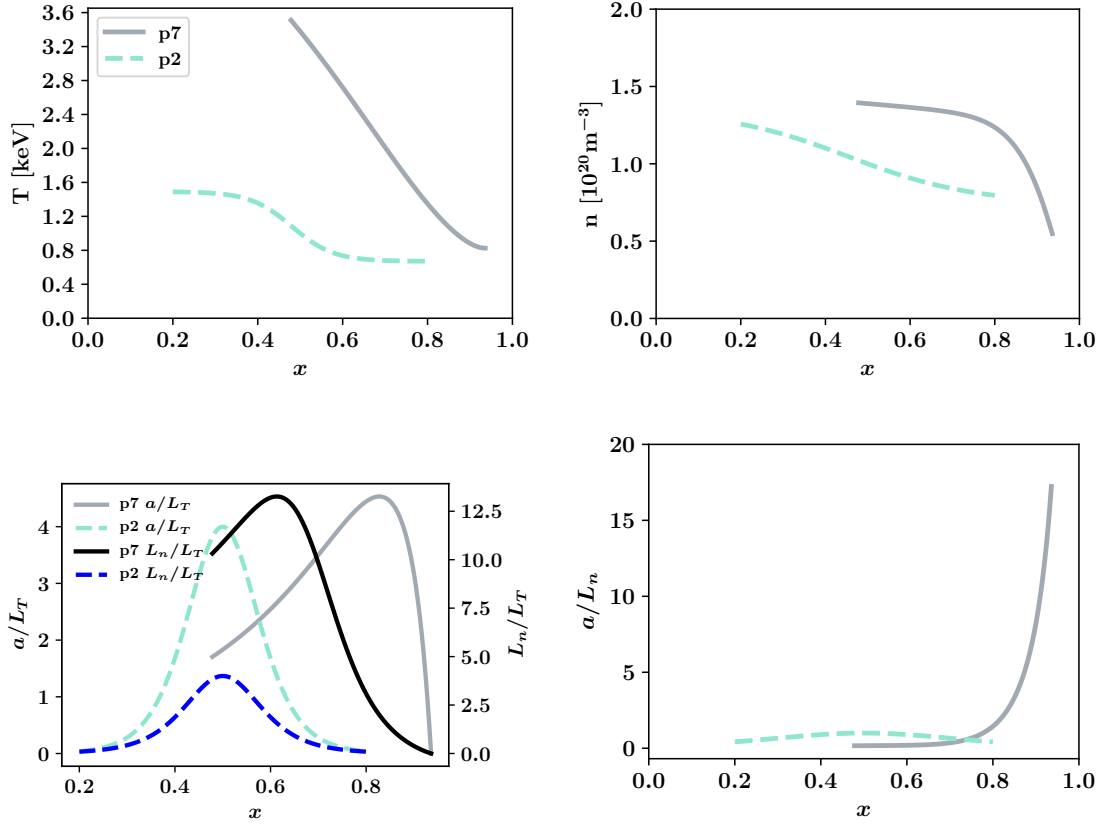 3.6
3.2
2.8
2.4
2.0
1.6
1.2
0.8
0.4
0.0
T [keV]
p7
p2
0.0 0.2 0.4 0.6 0.8 1.0
x
2.0
1.5
1.0
0.5
0.0
n [10²⁰m⁻³]
0.0 0.2 0.4 0.6 0.8 1.0
x
4
3
2
1
0
a/L_T
p7 a/L_T
p2 a/L_T
p7 L_n/L_T
p2 L_n/L_T
12.5
10.0
7.5
5.0
2.5
0.0
L_n/L_T
0.2 0.4 0.6 0.8
x
20
15
10
5
0
a/L_n
0.0 0.2 0.4 0.6 0.8 1.0
x